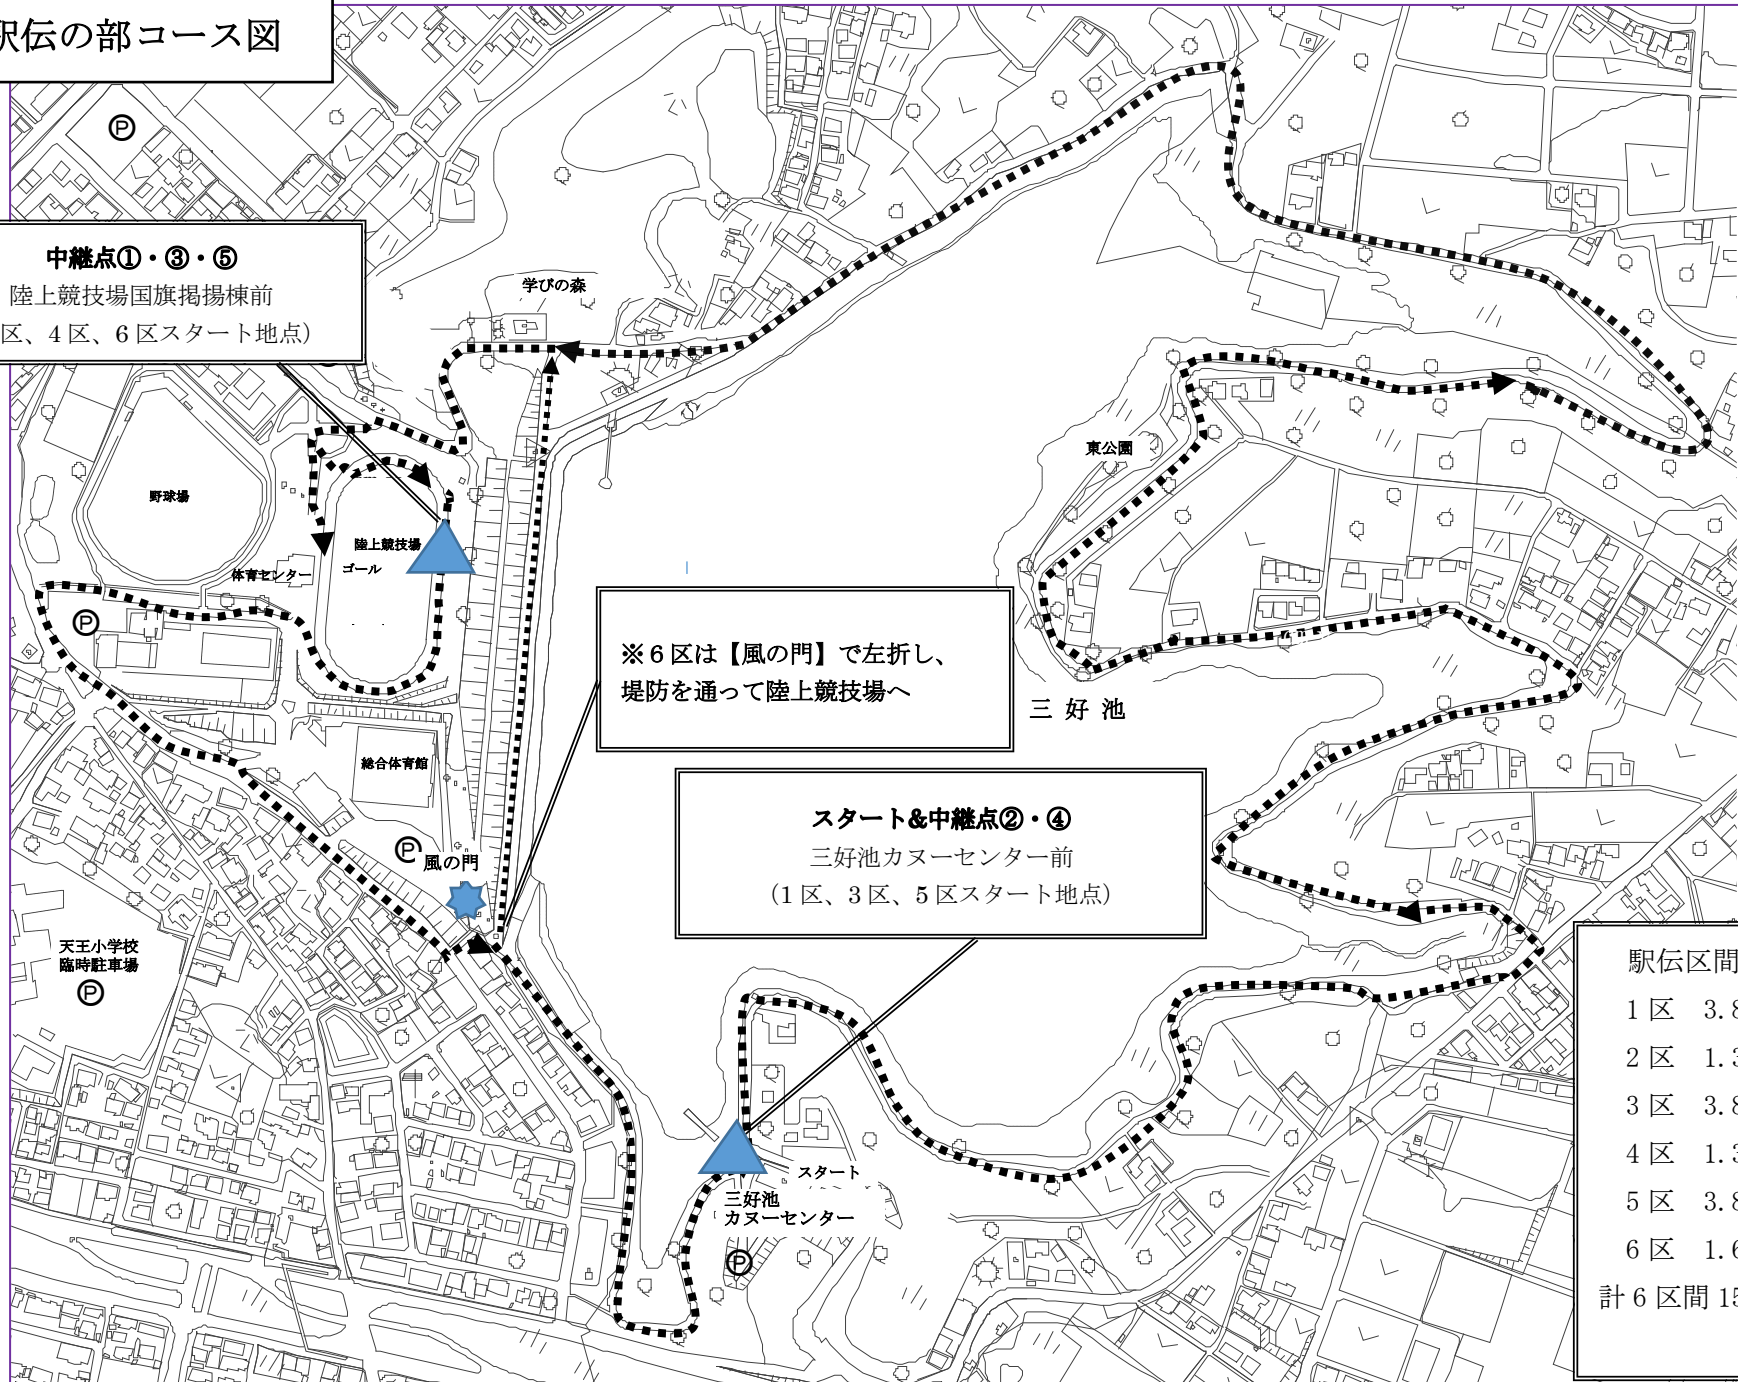 駅伝の部コース図
Ⓟ
中継点①・③・⑤
陸上競技場国旗掲揚棟前
区、4区、6区スタート地点）
学びの森
野球場
陸上競技場
ゴール
体育センター
Ⓟ
東公園
※6区は【風の門】で左折し、
堤防を通って陸上競技場へ
三 好 池
総合体育館
Ⓟ
風の門
スタート&中継点②・④
三好池カヌーセンター前
（1区、3区、5区スタート地点）
天王小学校
臨時駐車場
Ⓟ
スタート
三好池
カヌーセンター
Ⓟ
駅伝区間
1区 3.8
2区 1.3
3区 3.8
4区 1.3
5区 3.8
6区 1.6
計6区間 15